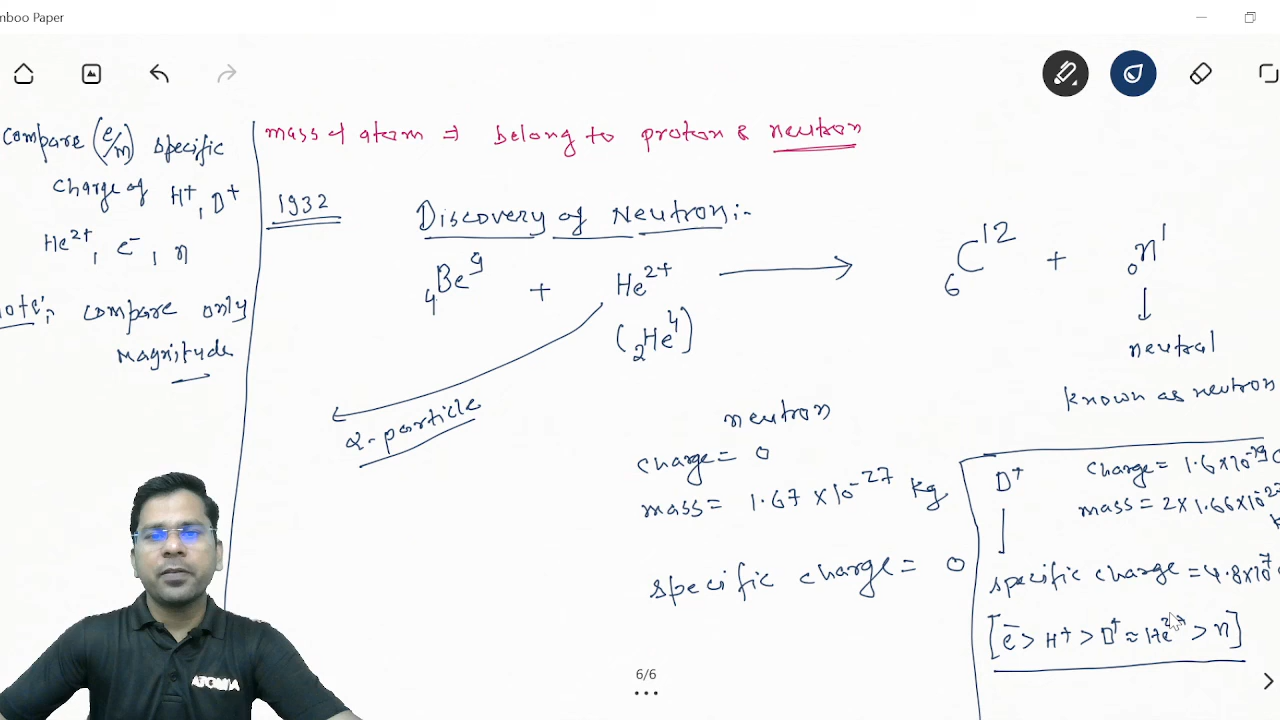 mboo Paper
compare (e/m) specific
charge of H⁺, D⁺
He²⁺, e⁻, n
ote:, compare only
magnitude
mass of atom ⇒ belong to proton & neutron
1932
Discovery of Neutron:-
₄Be⁹ + He²⁺ ⟶ ₆C¹² + ₀n¹
(₂He⁴)
↓
neutral
known as neutron
α-particle
neutron
charge = 0
mass = 1.67 × 10⁻²⁷ kg
specific charge = 0
D⁺
charge = 1.6×10⁻¹⁹ C
mass = 2×1.66×10⁻²⁷
specific charge = 4.8×10⁷
[e⁻ > H⁺ > D⁺ ≈ He²⁺ > n]
ATOMIA
6/6